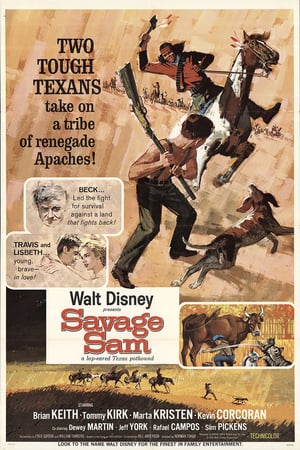 TWO
TOUGH
TEXANS
take on
a tribe
of renegade
Apaches!
BECK...
Led the fight
for survival
against a land
that fights back!
TRAVIS and
LISBETH...
young,
brave—
in love!
Walt Disney
presents
Savage
Sam
a lop-eared Texas pothound
STARRING
Brian KEITH • Tommy KIRK • Marta KRISTEN • Kevin CORCORAN
Co-starring Dewey MARTIN • Jeff YORK • Rafael CAMPOS • Slim PICKENS
LOOK TO THE NAME WALT DISNEY FOR THE FINEST IN FAMILY ENTERTAINMENT.